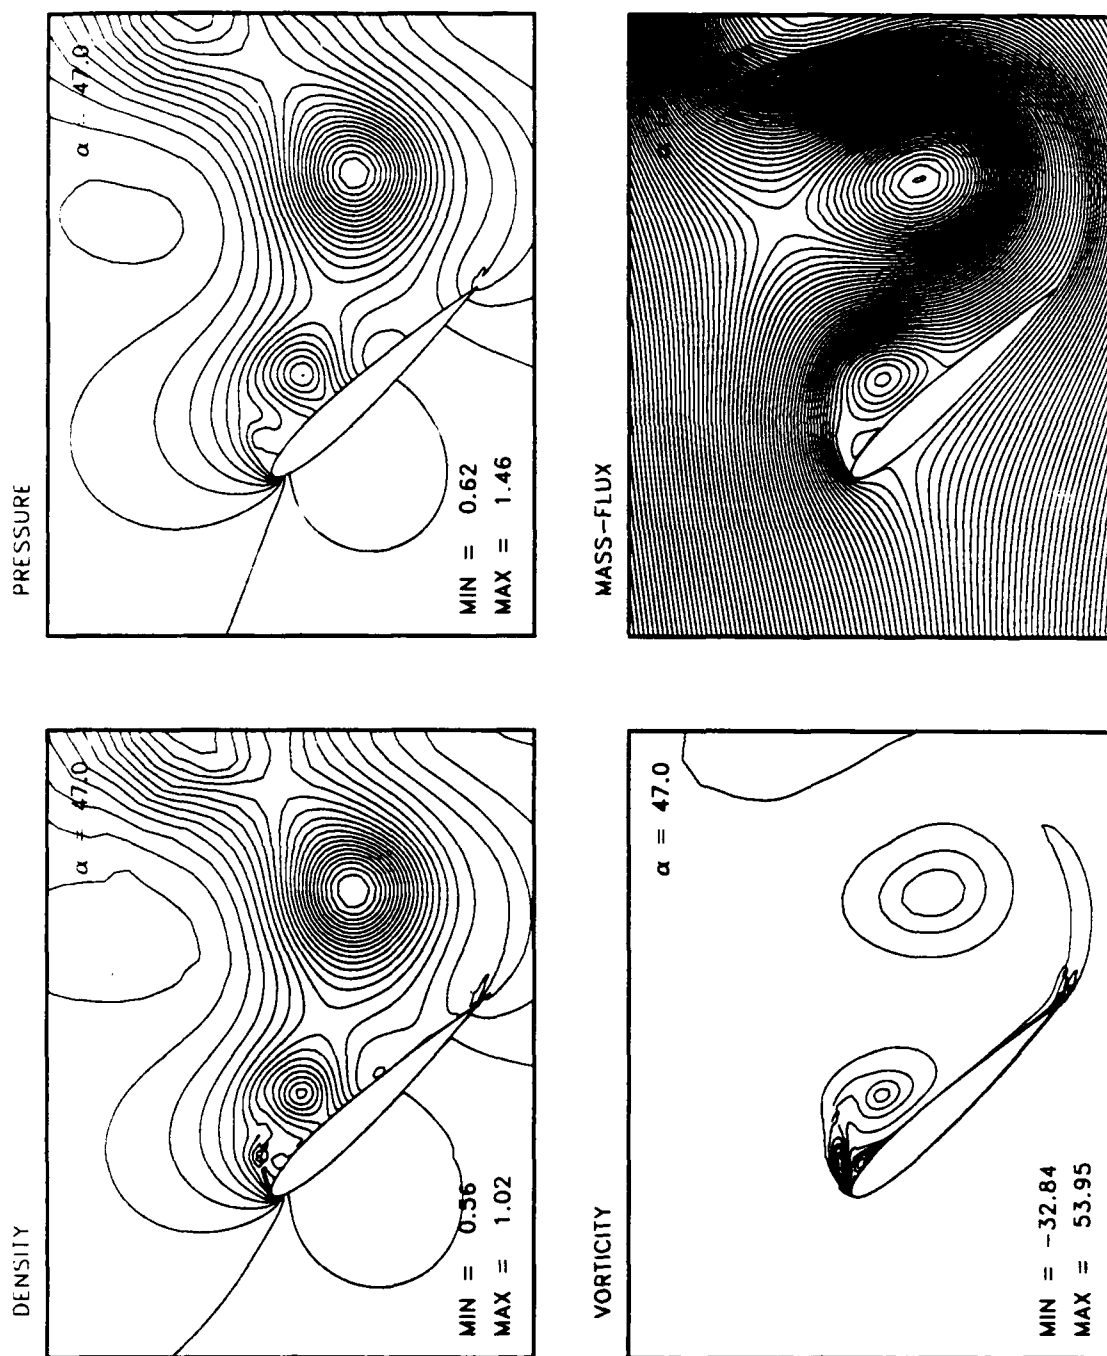 PRESSURE
α = 47.0
MIN = 0.62
MAX = 1.46
MASS-FLUX
α
DENSITY
α = 47.0
MIN = 0.56
MAX = 1.02
VORTICITY
α = 47.0
MIN = -32.84
MAX = 53.95